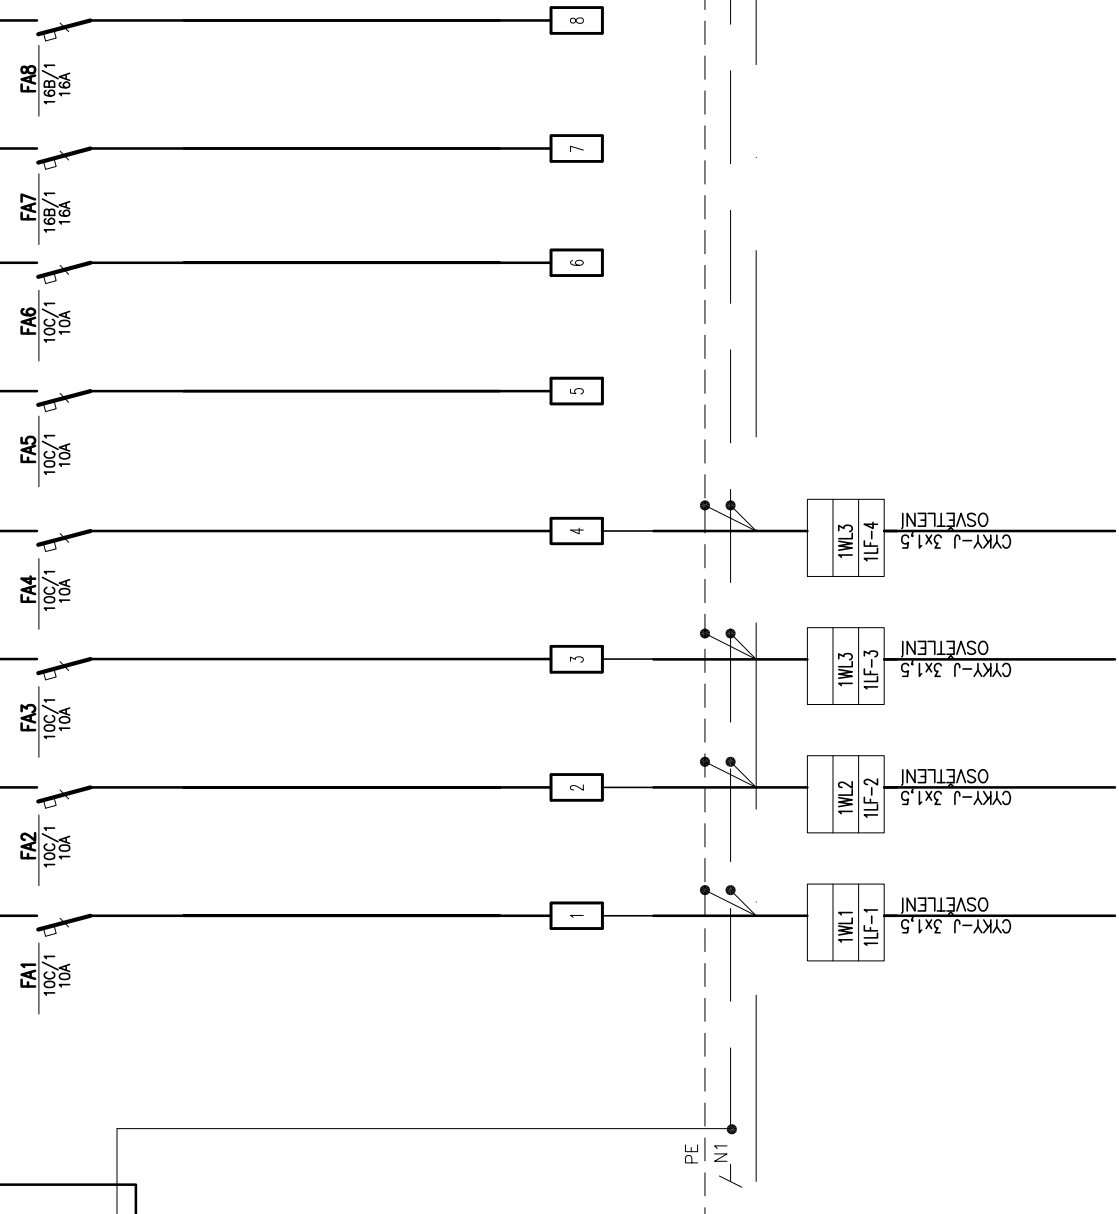 FA8
16B/1
16A
8
FA7
16B/1
16A
7
FA6
10C/1
10A
6
FA5
10C/1
10A
5
FA4
10C/1
10A
4
1WL3
1LF-4
OSVĚTLENÍ
CYKY-J 3x1,5
FA3
10C/1
10A
3
1WL3
1LF-3
OSVĚTLENÍ
CYKY-J 3x1,5
FA2
10C/1
10A
2
1WL2
1LF-2
OSVĚTLENÍ
CYKY-J 3x1,5
FA1
10C/1
10A
1
1WL1
1LF-1
OSVĚTLENÍ
CYKY-J 3x1,5
PE
N1